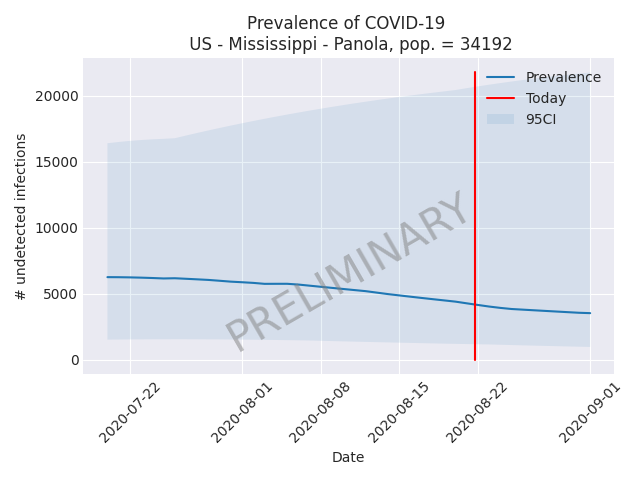 Prevalence of COVID-19
US - Mississippi - Panola, pop. = 34192
# undetected infections
20000
15000
10000
5000
0
Prevalence
Today
95CI
PRELIMINARY
2020-07-22
2020-08-01
2020-08-08
2020-08-15
2020-08-22
2020-09-01
Date